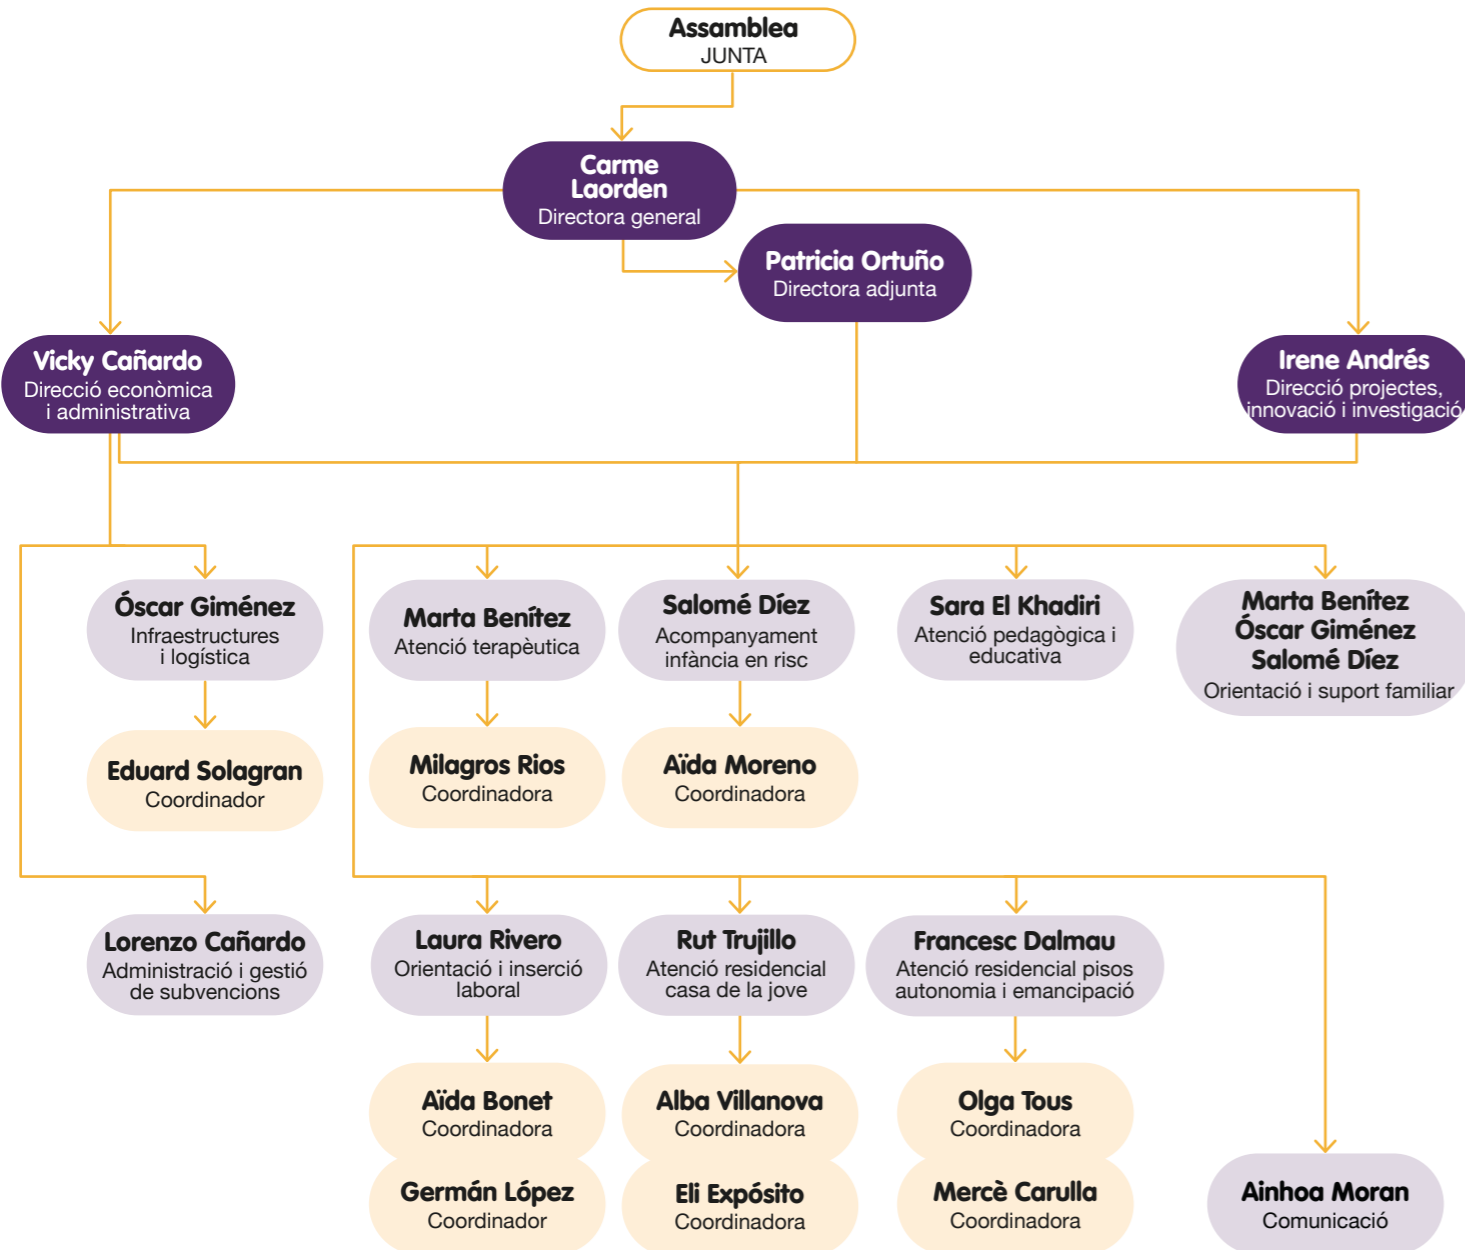 Assamblea
JUNTA
Carme
Laorden
Directora general
Patricia Ortuño
Directora adjunta
Vicky Cañardo
Direcció econòmica
i administrativa
Irene Andrés
Direcció projectes,
innovació i investigació
Óscar Giménez
Infraestructures
i logística
Marta Benítez
Atenció terapèutica
Salomé Díez
Acompanyament
infància en risc
Sara El Khadiri
Atenció pedagògica i
educativa
Marta Benítez
Óscar Giménez
Salomé Díez
Orientació i suport familiar
Eduard Solagran
Coordinador
Milagros Rios
Coordinadora
Aïda Moreno
Coordinadora
Lorenzo Cañardo
Administració i gestió
de subvencions
Laura Rivero
Orientació i inserció
laboral
Rut Trujillo
Atenció residencial
casa de la jove
Francesc Dalmau
Atenció residencial pisos
autonomia i emancipació
Aïda Bonet
Coordinadora
Alba Villanova
Coordinadora
Olga Tous
Coordinadora
Germán López
Coordinador
Eli Expósito
Coordinadora
Mercè Carulla
Coordinadora
Ainhoa Moran
Comunicació